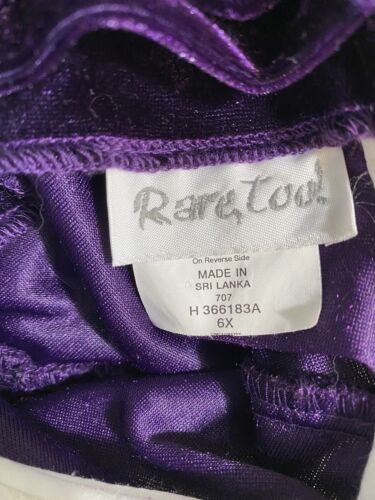 Rare, too!
On Reverse Side
MADE IN
SRI LANKA
707
H 366183A
6X